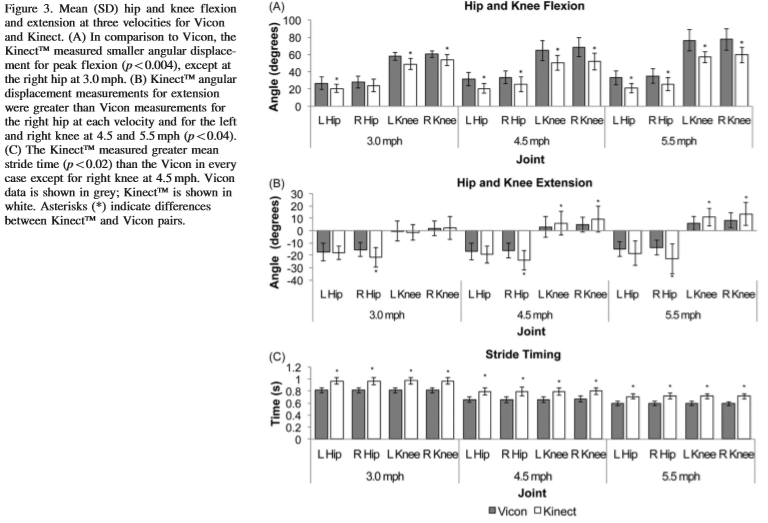 Figure 3. Mean (SD) hip and knee flexion
and extension at three velocities for Vicon
and Kinect. (A) In comparison to Vicon, the
Kinect™ measured smaller angular displace-
ment for peak flexion (p<0.004), except at
the right hip at 3.0 mph. (B) Kinect™ angular
displacement measurements for extension
were greater than Vicon measurements for
the right hip at each velocity and for the left
and right knee at 4.5 and 5.5 mph (p<0.04).
(C) The Kinect™ measured greater mean
stride time (p<0.02) than the Vicon in every
case except for right knee at 4.5 mph. Vicon
data is shown in grey; Kinect™ is shown in
white. Asterisks (*) indicate differences
between Kinect™ and Vicon pairs.
(A) Hip and Knee Flexion
Angle (degrees)
100
80
60
40
20
0
* * * * * * * * * * *
L Hip R Hip L Knee R Knee L Hip R Hip L Knee R Knee L Hip R Hip L Knee R Knee
3.0 mph 4.5 mph 5.5 mph
Joint
(B) Hip and Knee Extension
Angle (degrees)
30
20
10
0
-10
-20
-30
-40
* * * * * * *
L Hip R Hip L Knee R Knee L Hip R Hip L Knee R Knee L Hip R Hip L Knee R Knee
3.0 mph 4.5 mph 5.5 mph
Joint
(C) Stride Timing
Time (s)
1.2
1
0.8
0.6
0.4
0.2
0
* * * * * * * * * * * *
L Hip R Hip L Knee R Knee L Hip R Hip L Knee R Knee L Hip R Hip L Knee R Knee
3.0 mph 4.5 mph 5.5 mph
Joint
Vicon Kinect